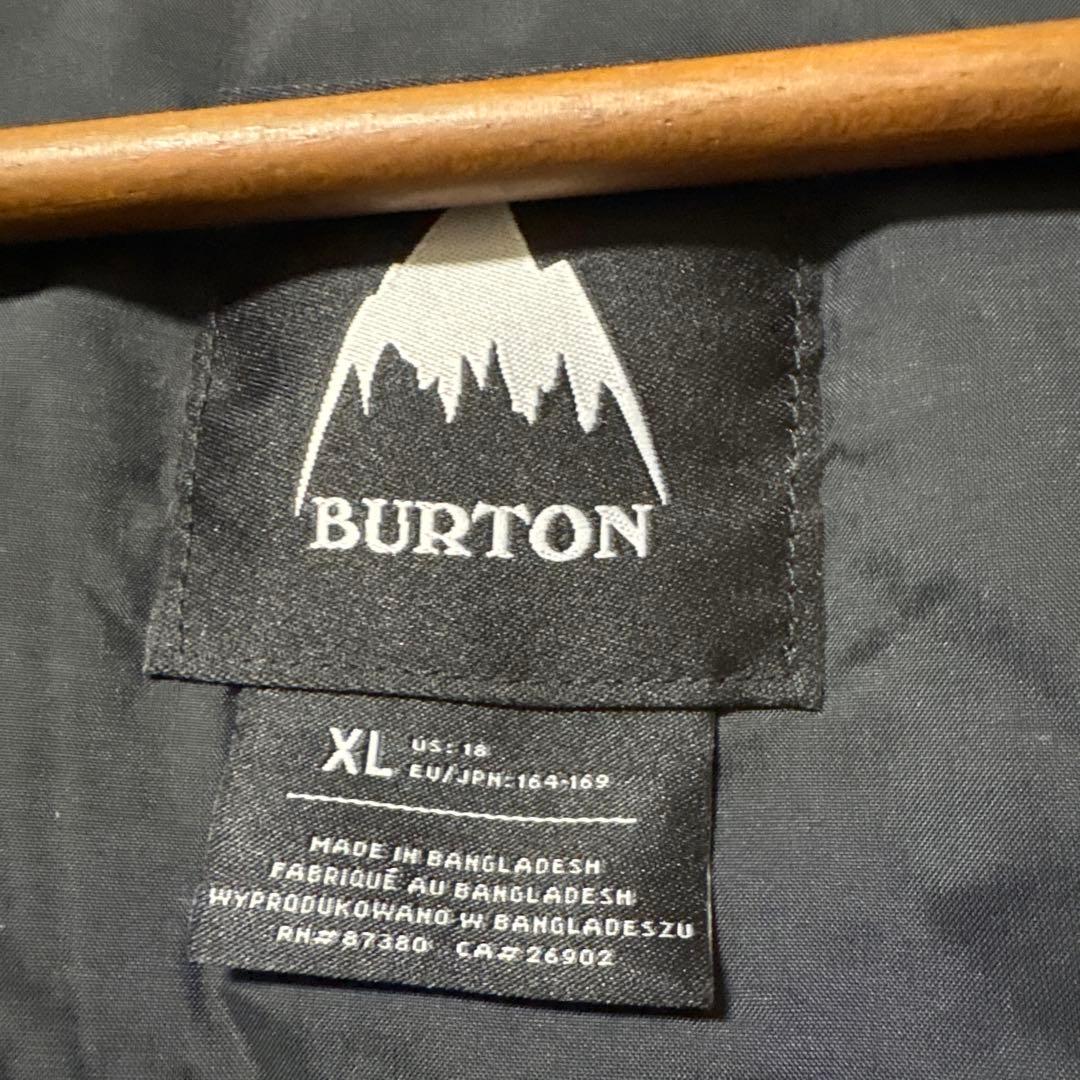 BURTON
XL US: 18
EU/JPN: 164-169
MADE IN BANGLADESH
FABRIQUÉ AU BANGLADESH
WYPRODUKOWANO W BANGLADESZU
RN# 87380 CA# 26902